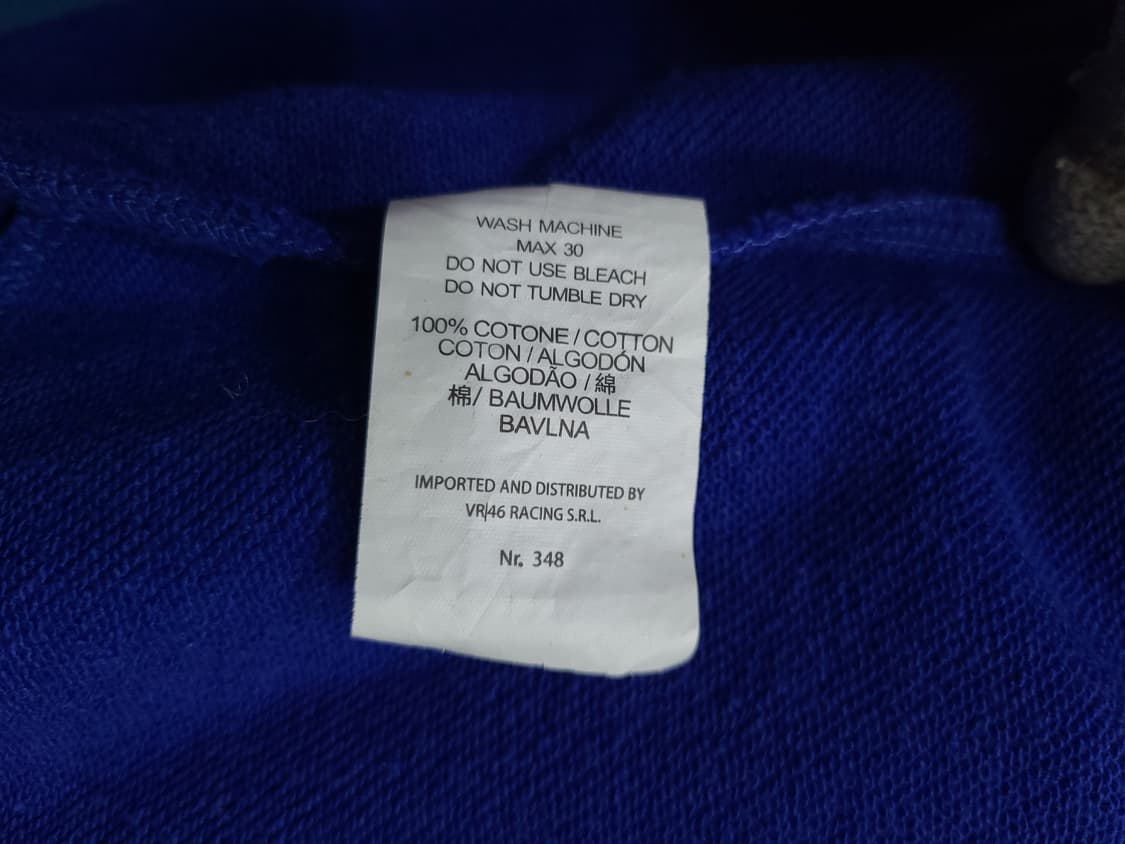 WASH MACHINE
MAX 30
DO NOT USE BLEACH
DO NOT TUMBLE DRY
100% COTONE / COTTON
COTON / ALGODÓN
ALGODÃO / 綿
棉/ BAUMWOLLE
BAVLNA
IMPORTED AND DISTRIBUTED BY
VR|46 RACING S.R.L.
Nr. 348